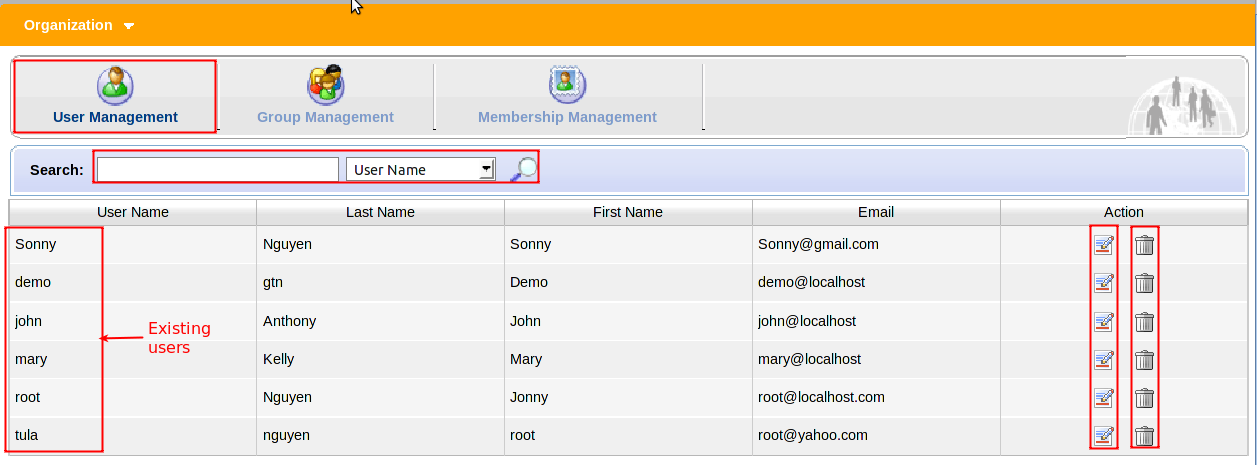 Organization
User Management Group Management Membership Management
Search: User Name
User Name Last Name First Name Email Action
Sonny Nguyen Sonny Sonny@gmail.com
demo gtn Demo demo@localhost
john Anthony John john@localhost
mary Kelly Mary mary@localhost
root Nguyen Jonny root@localhost.com
tula nguyen root root@yahoo.com
Existing
users